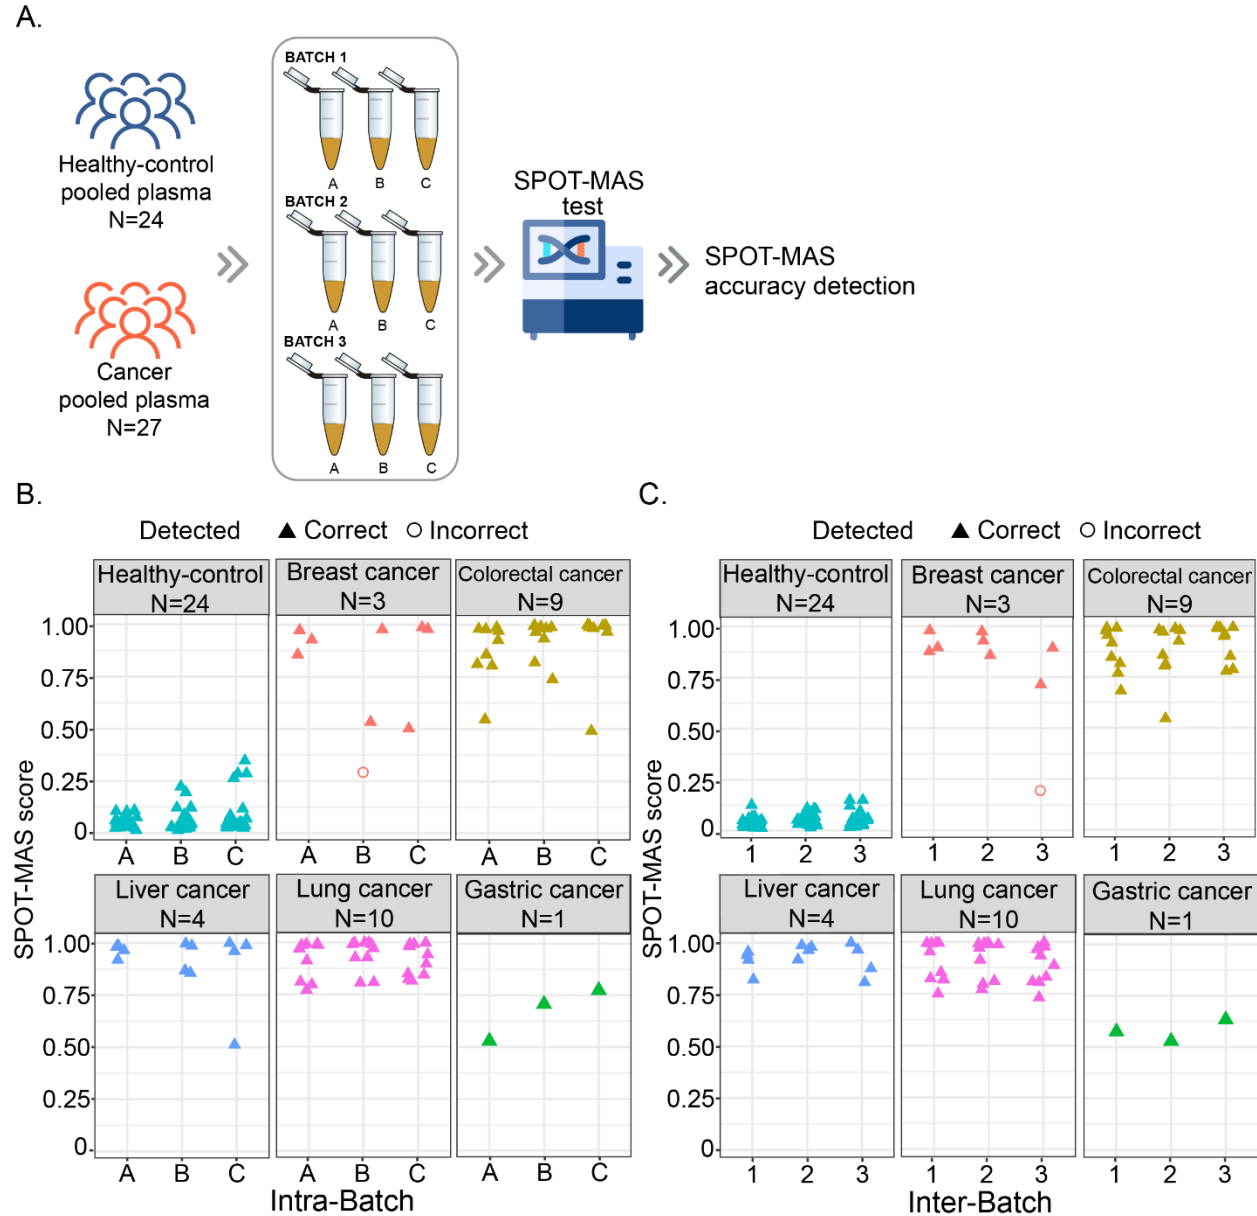 A.
Healthy-control
pooled plasma
N=24
Cancer
pooled plasma
N=27
BATCH 1
A B C
BATCH 2
A B C
BATCH 3
A B C
SPOT-MAS
test
SPOT-MAS
accuracy detection
B.
Detected Correct Incorrect
Healthy-control
N=24
Breast cancer
N=3
Colorectal cancer
N=9
1.00
0.75
0.50
0.25
0
A B C A B C A B C
Liver cancer
N=4
Lung cancer
N=10
Gastric cancer
N=1
1.00
0.75
0.50
0.25
0
A B C A B C A B C
SPOT-MAS score
Intra-Batch
C.
Detected Correct Incorrect
Healthy-control
N=24
Breast cancer
N=3
Colorectal cancer
N=9
1.00
0.75
0.50
0.25
0
1 2 3 1 2 3 1 2 3
Liver cancer
N=4
Lung cancer
N=10
Gastric cancer
N=1
1.00
0.75
0.50
0.25
0
1 2 3 1 2 3 1 2 3
SPOT-MAS score
Inter-Batch